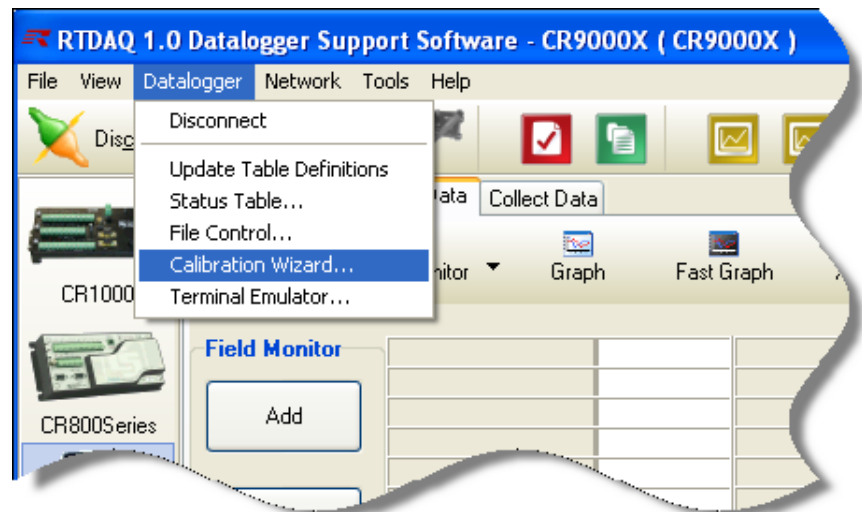 RTDAQ 1.0 Datalogger Support Software - CR9000X ( CR9000X )
File View Datalogger Network Tools Help
Disconnect
Update Table Definitions
Status Table...
File Control...
Calibration Wizard...
Terminal Emulator...
Collect Data
Graph
Fast Graph
CR1000
Field Monitor
Add
CR800Series